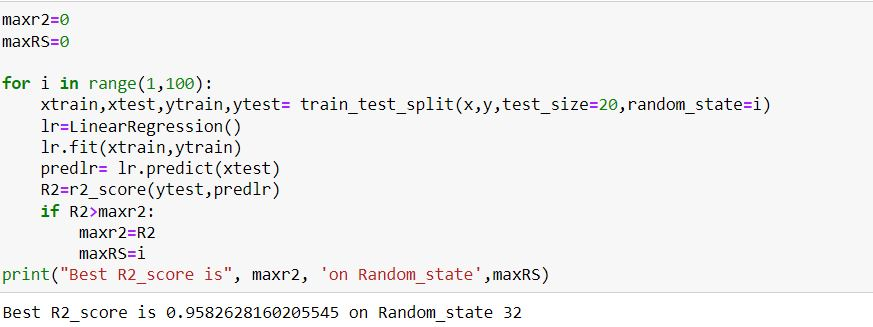 maxr2=0
maxRS=0
for i in range(1,100):
    xtrain,xtest,ytrain,ytest= train_test_split(x,y,test_size=20,random_state=i)
    lr=LinearRegression()
    lr.fit(xtrain,ytrain)
    predlr= lr.predict(xtest)
    R2=r2_score(ytest,predlr)
    if R2>maxr2:
        maxr2=R2
        maxRS=i
print("Best R2_score is", maxr2, 'on Random_state',maxRS)
Best R2_score is 0.9582628160205545 on Random_state 32